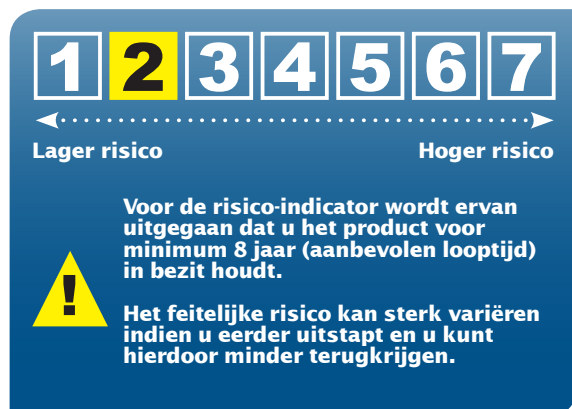 1 2 3 4 5 6 7
Lager risico Hoger risico
Voor de risico-indicator wordt ervan
uitgegaan dat u het product voor
minimum 8 jaar (aanbevolen looptijd)
in bezit houdt.
!
Het feitelijke risico kan sterk variëren
indien u eerder uitstapt en u kunt
hierdoor minder terugkrijgen.